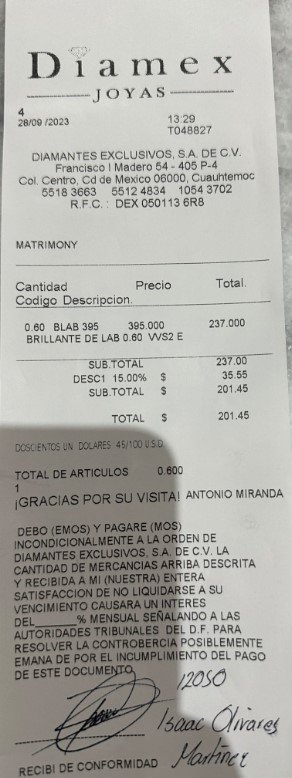 Diamex
JOYAS
4
28/09 /2023 13:29
T048827
DIAMANTES EXCLUSIVOS, S.A. DE C.V.
Francisco I Madero 54 - 405 P-4
Col. Centro, Cd de Mexico 06000, Cuauhtemoc
5518 3663 5512 4834 1054 3702
R.F.C. : DEX 050113 6R8
MATRIMONY
Cantidad Precio Total.
Codigo Descripcion.
0.60 BLAB 395 395.000 237.000
BRILLANTE DE LAB 0.60 VVS2 E
SUB.TOTAL 237.00
DESC1 15.00% $ 35.55
SUB.TOTAL $ 201.45
TOTAL $ 201.45
DOSCIENTOS UN DOLARES 45/100 U.S.D.
TOTAL DE ARTICULOS 0.600
1
¡GRACIAS POR SU VISITA! ANTONIO MIRANDA
DEBO (EMOS) Y PAGARE (MOS)
INCONDICIONALMENTE A LA ORDEN DE
DIAMANTES EXCLUSIVOS, S.A. DE C.V. LA
CANTIDAD DE MERCANCIAS ARRIBA DESCRITA
Y RECIBIDA A MI (NUESTRA) ENTERA
SATISFACCION DE NO LIQUIDARSE A SU
VENCIMIENTO CAUSARA UN INTERES
DEL_____% MENSUAL SEÑALANDO A LAS
AUTORIDADES TRIBUNALES DEL D.F. PARA
RESOLVER LA CONTROBERCIA POSIBLEMENTE
EMANA DE POR EL INCUMPLIMIENTO DEL PAGO
DE ESTE DOCUMENTO
12050
Isaac Olivares
Martinez
RECIBI DE CONFORMIDAD